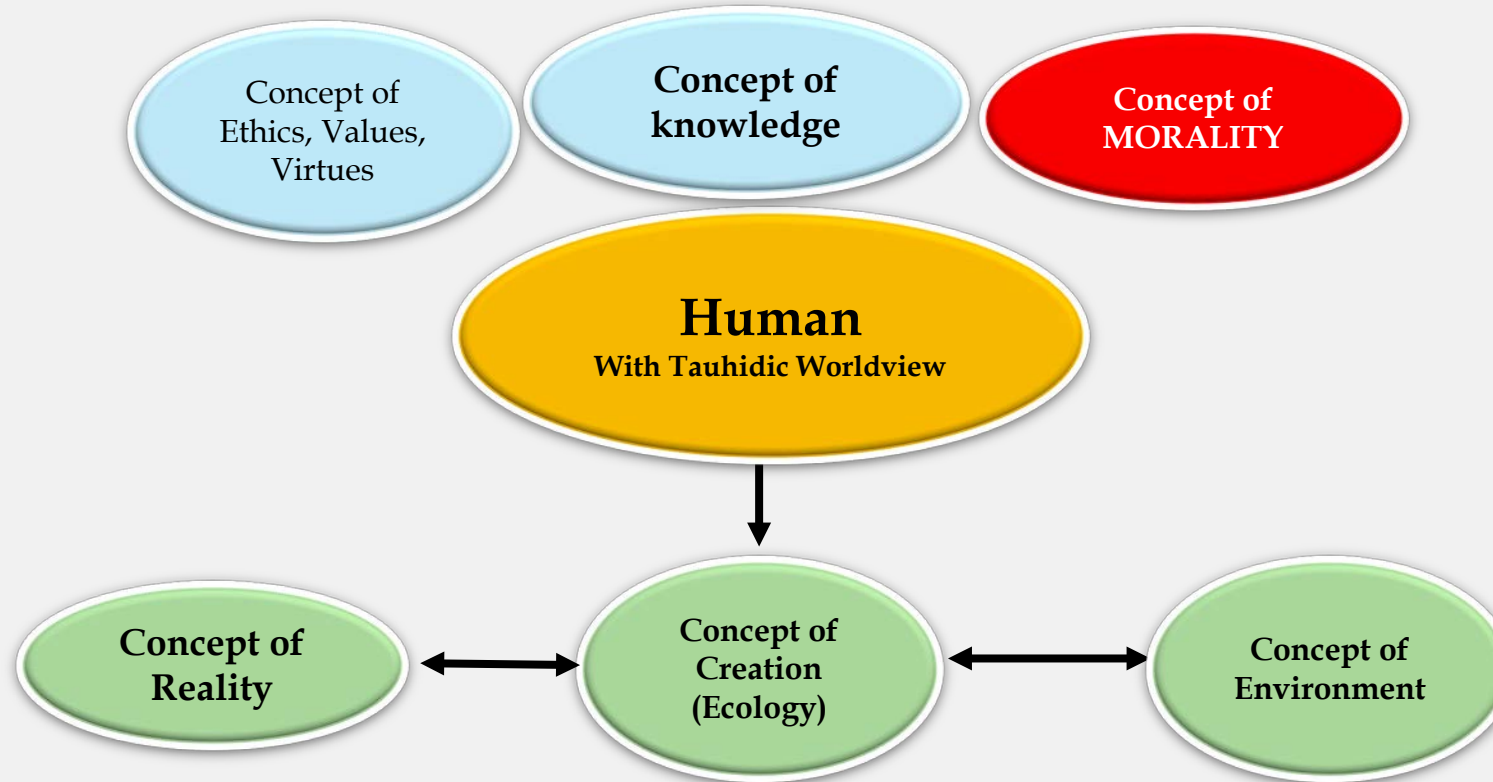 Concept of
Ethics, Values,
Virtues
Concept of
knowledge
Concept of
MORALITY
Human
With Tauhidic Worldview
Concept of
Reality
Concept of
Creation
(Ecology)
Concept of
Environment